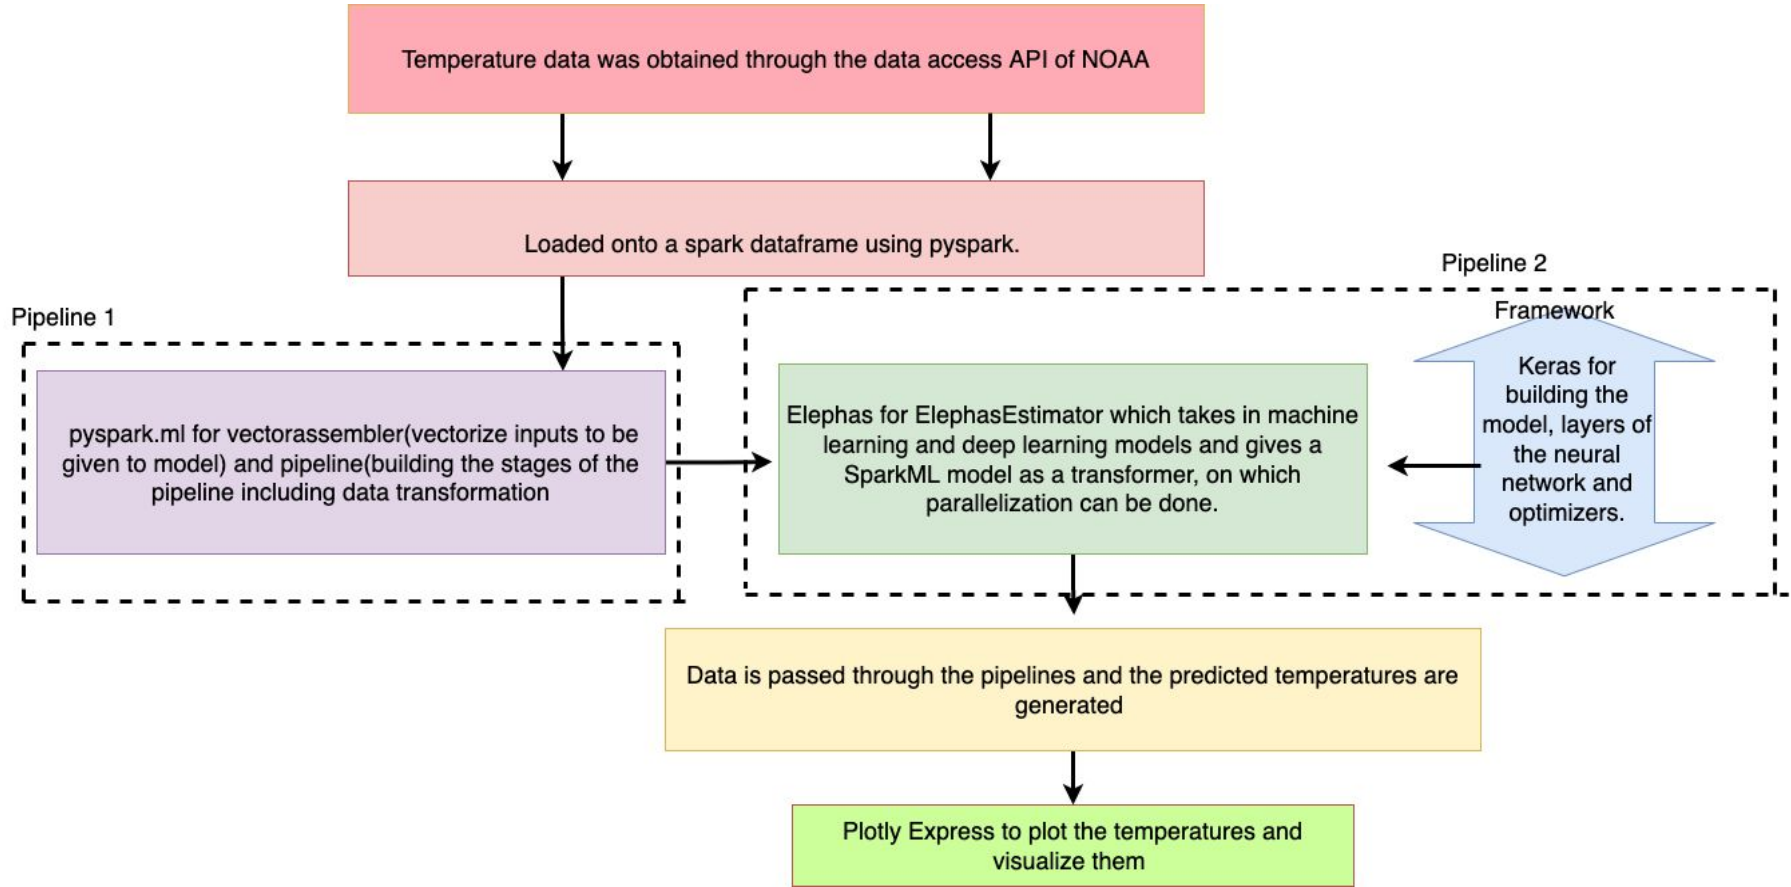 Temperature data was obtained through the data access API of NOAA
Loaded onto a spark dataframe using pyspark.
Pipeline 1
pyspark.ml for vectorassembler(vectorize inputs to be
given to model) and pipeline(building the stages of the
pipeline including data transformation
Pipeline 2
Elephas for ElephasEstimator which takes in machine
learning and deep learning models and gives a
SparkML model as a transformer, on which
parallelization can be done.
Framework
Keras for
building the
model, layers of
the neural
network and
optimizers.
Data is passed through the pipelines and the predicted temperatures are
generated
Plotly Express to plot the temperatures and
visualize them